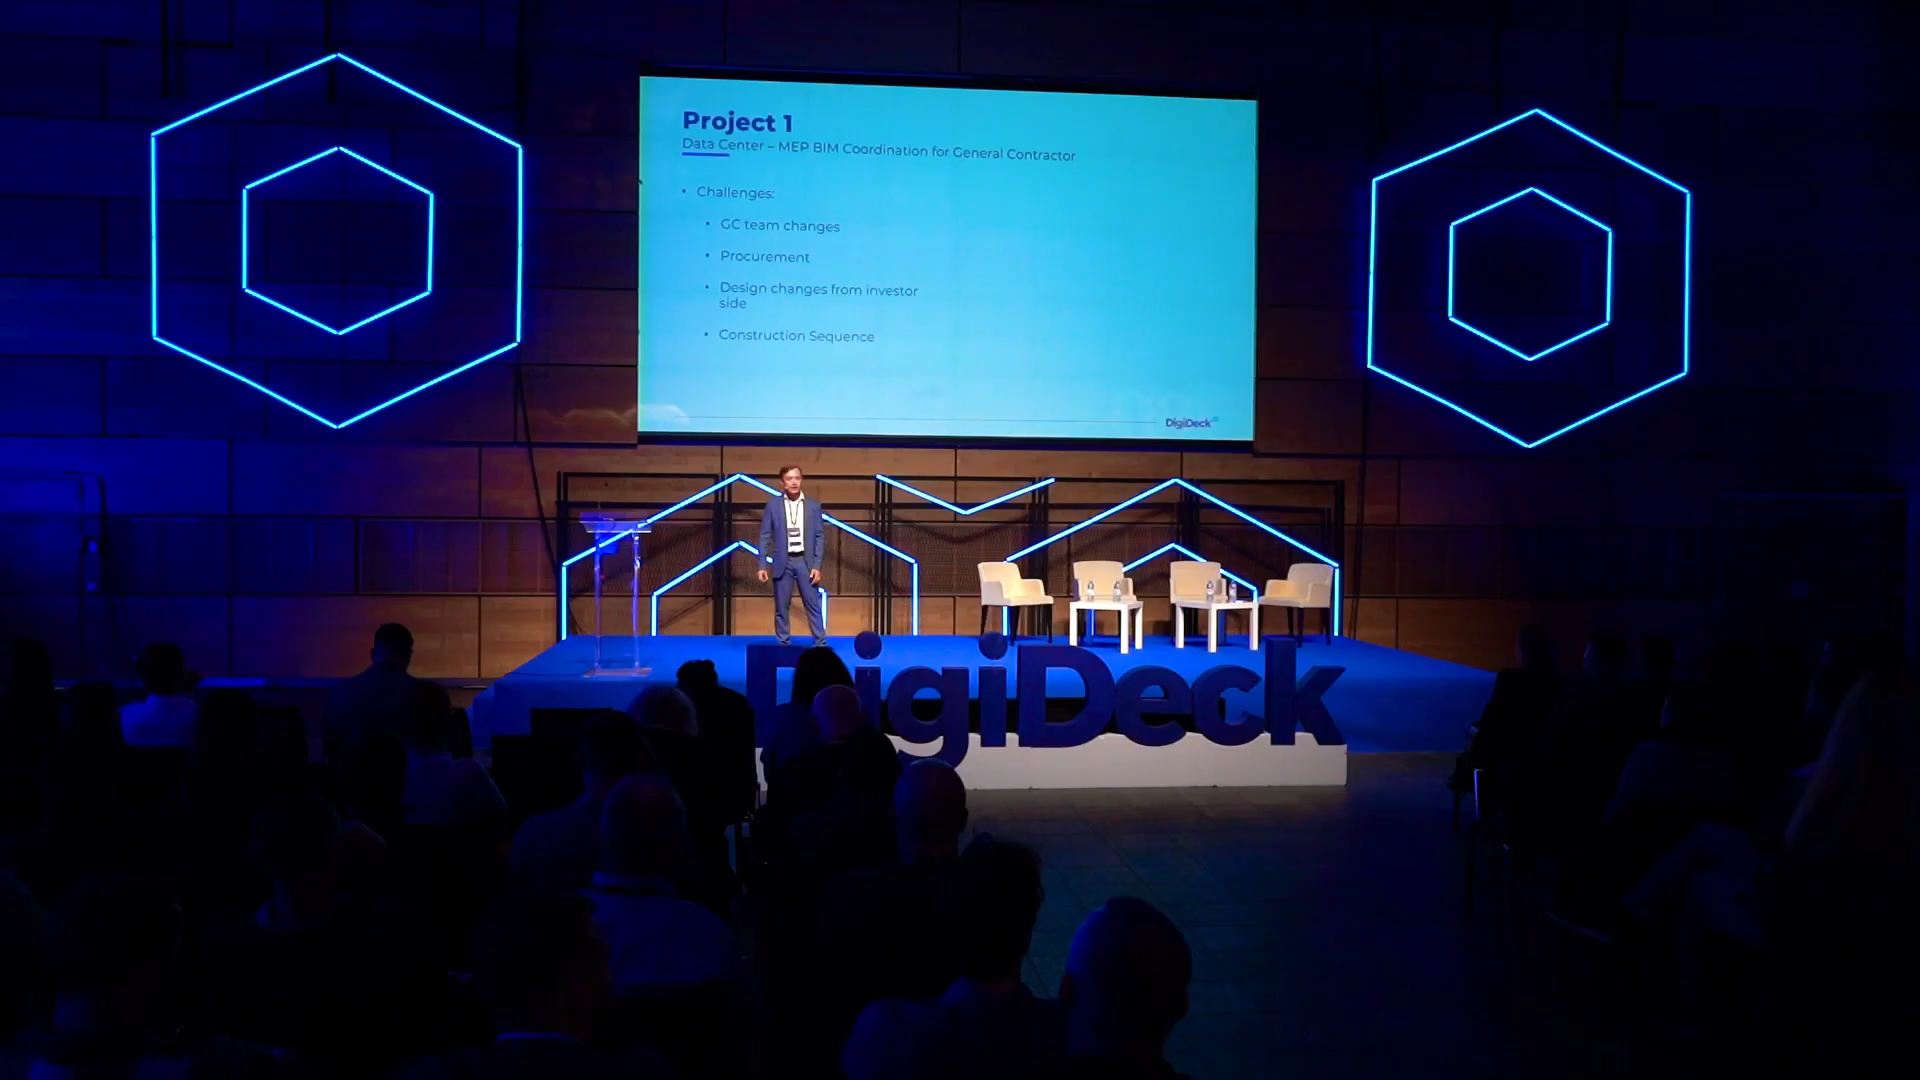 Project 1
Data Center – MEP BIM Coordination for General Contractor
• Challenges:
• GC team changes
• Procurement
• Design changes from investor
side
• Construction Sequence
DigiDeck
DigiDeck